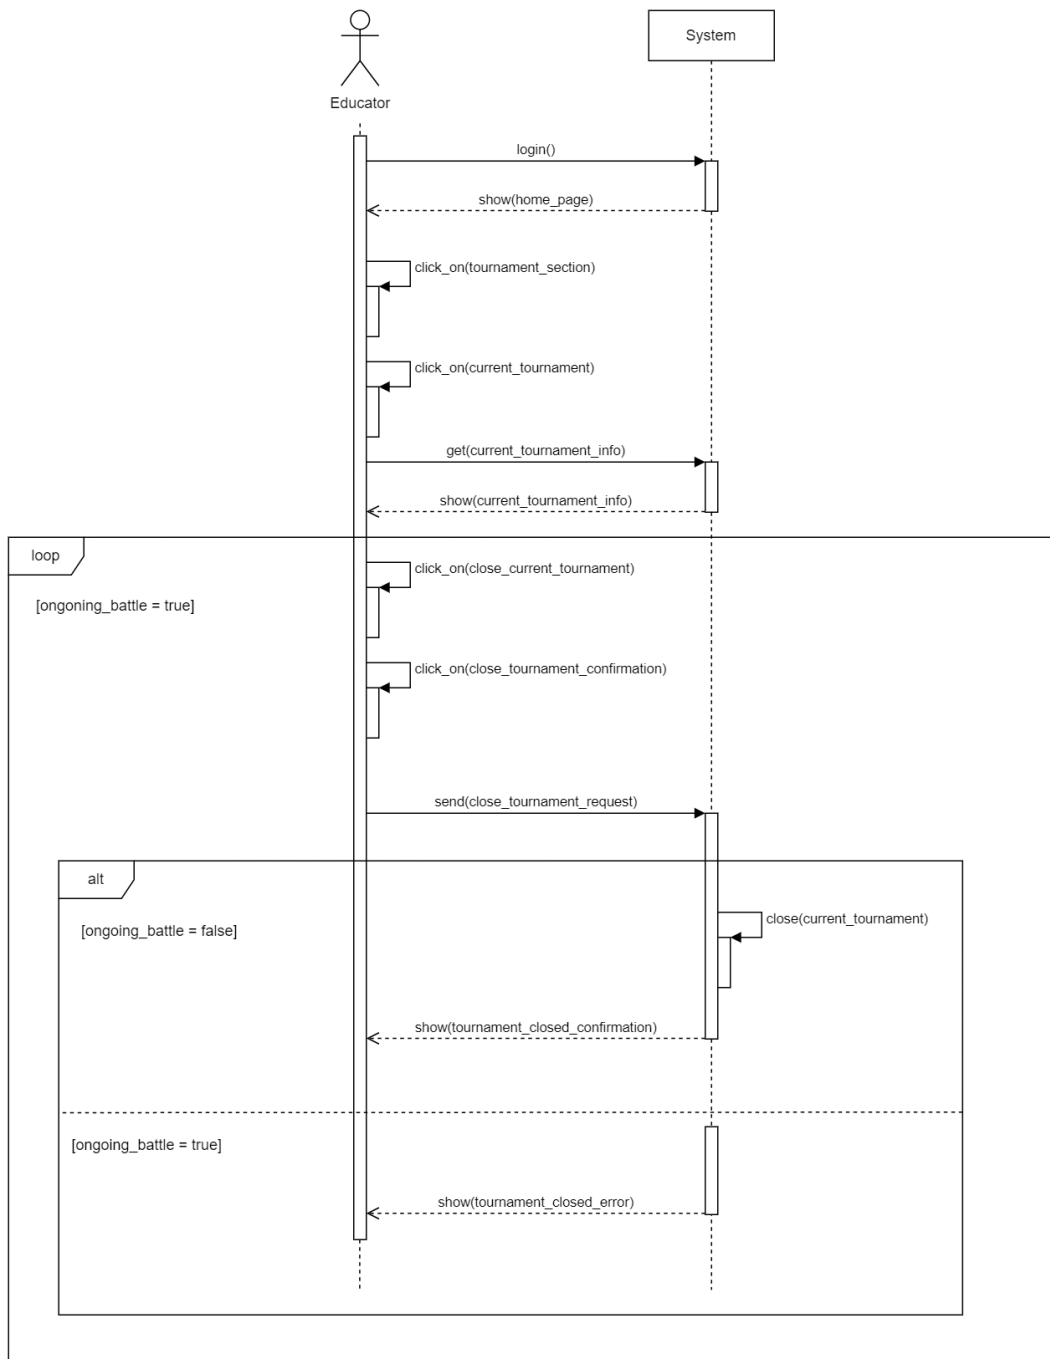 Educator
System
login()
show(home_page)
click_on(tournament_section)
click_on(current_tournament)
get(current_tournament_info)
show(current_tournament_info)
loop
[ongoning_battle = true]
click_on(close_current_tournament)
click_on(close_tournament_confirmation)
send(close_tournament_request)
alt
[ongoing_battle = false]
close(current_tournament)
show(tournament_closed_confirmation)
[ongoing_battle = true]
show(tournament_closed_error)